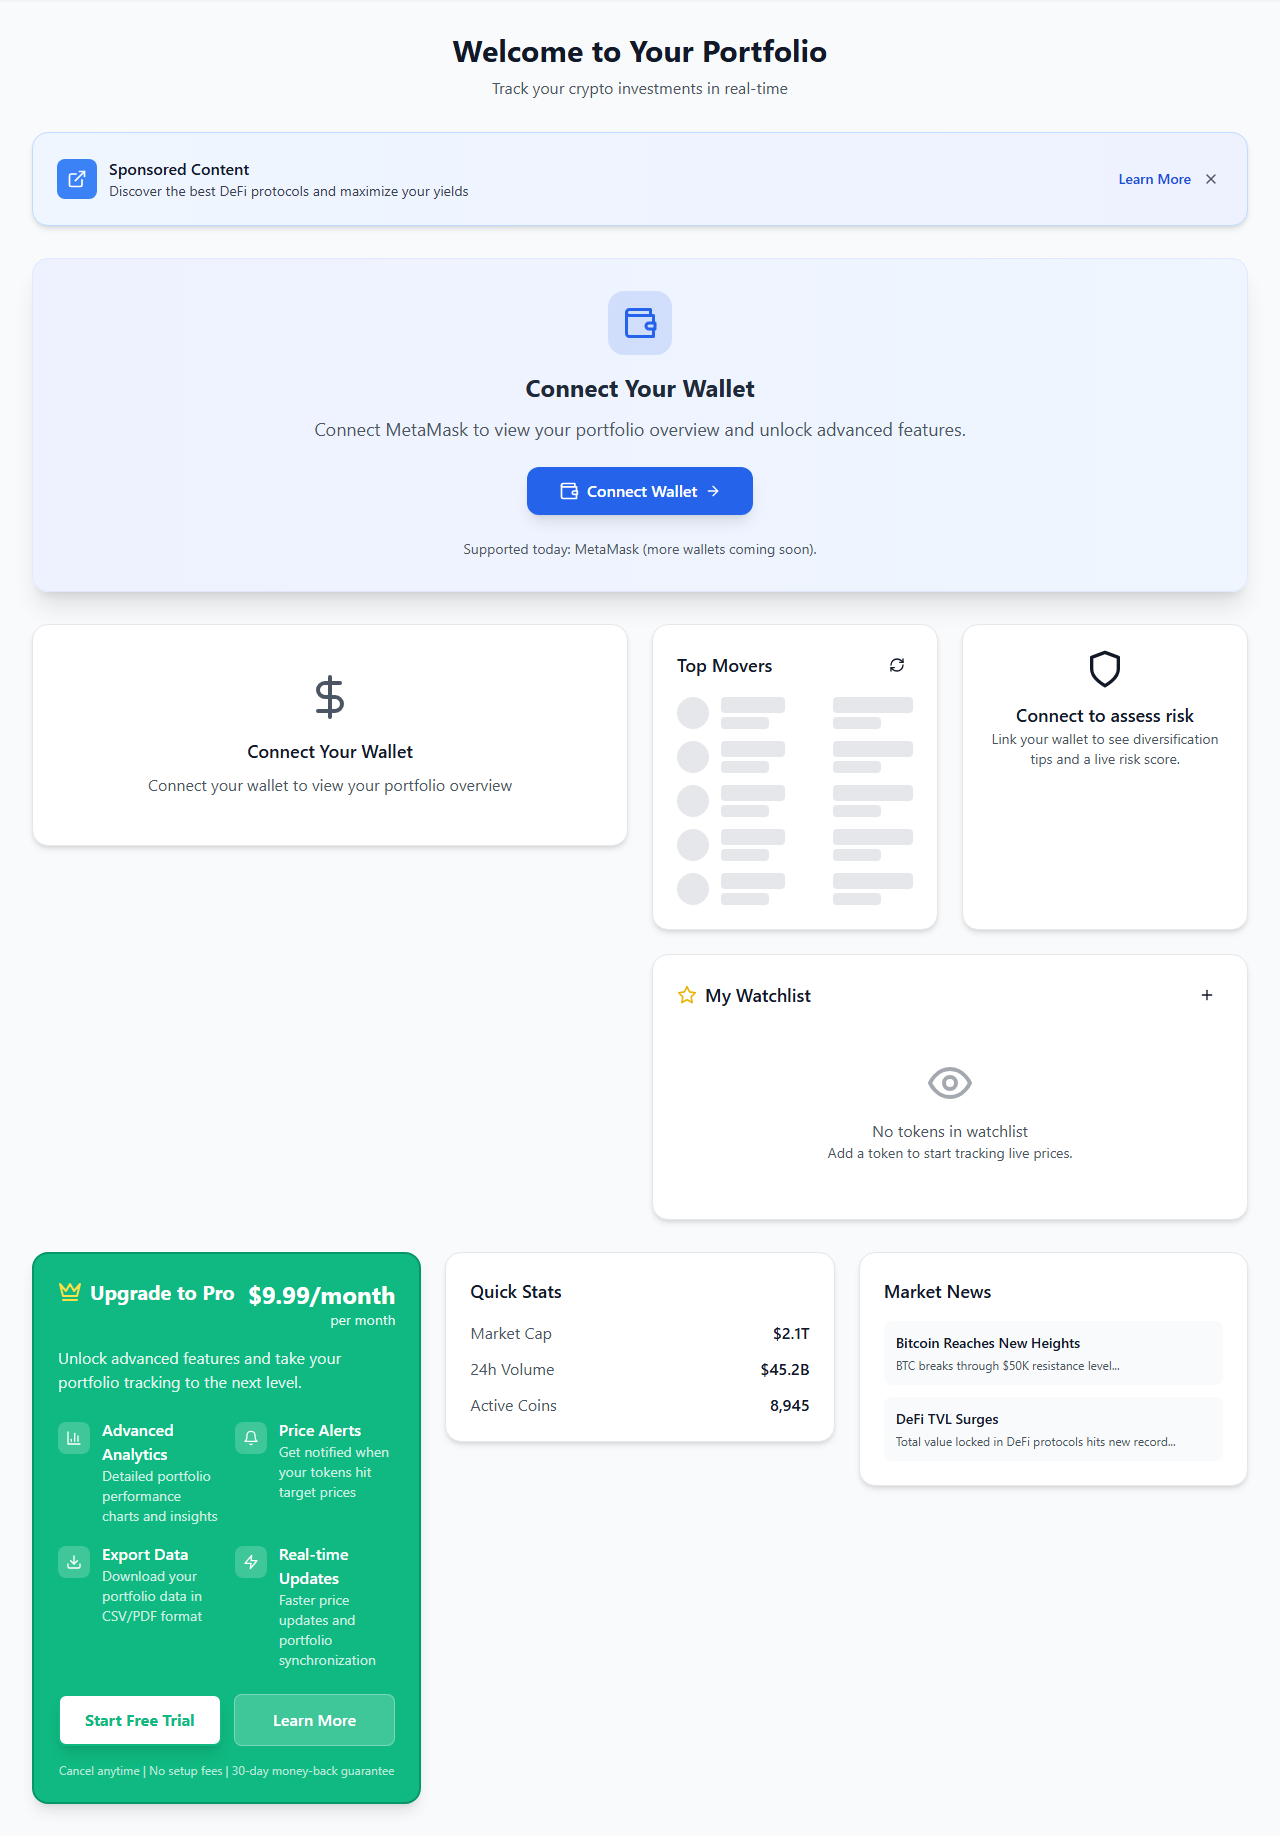 Welcome to Your Portfolio
Track your crypto investments in real-time
Sponsored Content
Discover the best DeFi protocols and maximize your yields
Learn More
Connect Your Wallet
Connect MetaMask to view your portfolio overview and unlock advanced features.
Connect Wallet
Supported today: MetaMask (more wallets coming soon).
Connect Your Wallet
Connect your wallet to view your portfolio overview
Top Movers
Connect to assess risk
Link your wallet to see diversification
tips and a live risk score.
My Watchlist
No tokens in watchlist
Add a token to start tracking live prices.
Upgrade to Pro
$9.99/month
per month
Unlock advanced features and take your
portfolio tracking to the next level.
Advanced
Analytics
Detailed portfolio
performance
charts and insights
Price Alerts
Get notified when
your tokens hit
target prices
Export Data
Download your
portfolio data in
CSV/PDF format
Real-time
Updates
Faster price
updates and
portfolio
synchronization
Start Free Trial
Learn More
Cancel anytime | No setup fees | 30-day money-back guarantee
Quick Stats
Market Cap $2.1T
24h Volume $45.2B
Active Coins 8,945
Market News
Bitcoin Reaches New Heights
BTC breaks through $50K resistance level...
DeFi TVL Surges
Total value locked in DeFi protocols hits new record...